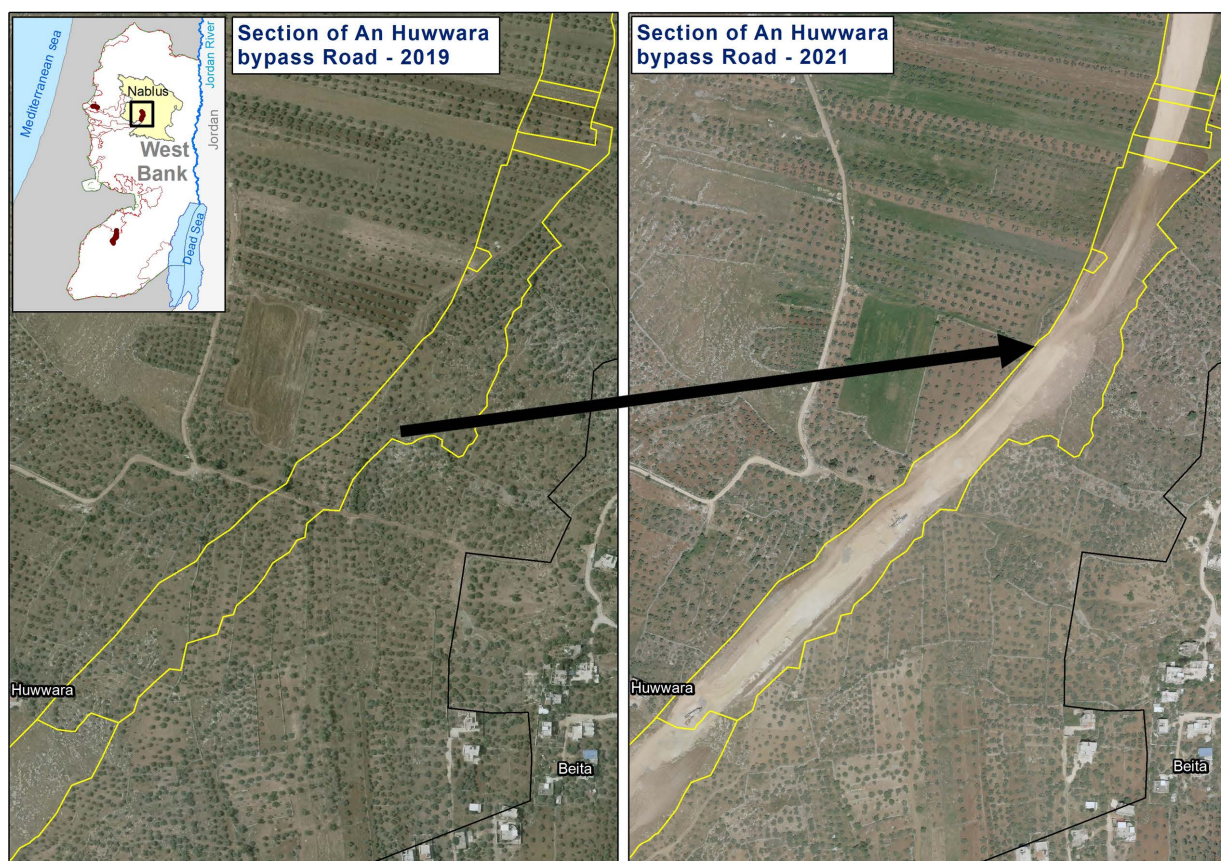 Section of An Huwwara
bypass Road - 2019
Section of An Huwwara
bypass Road - 2021
Mediterranean sea
Jordan River
Jordan
Nablus
West
Bank
Dead Sea
Huwwara
Beita
Huwwara
Beita